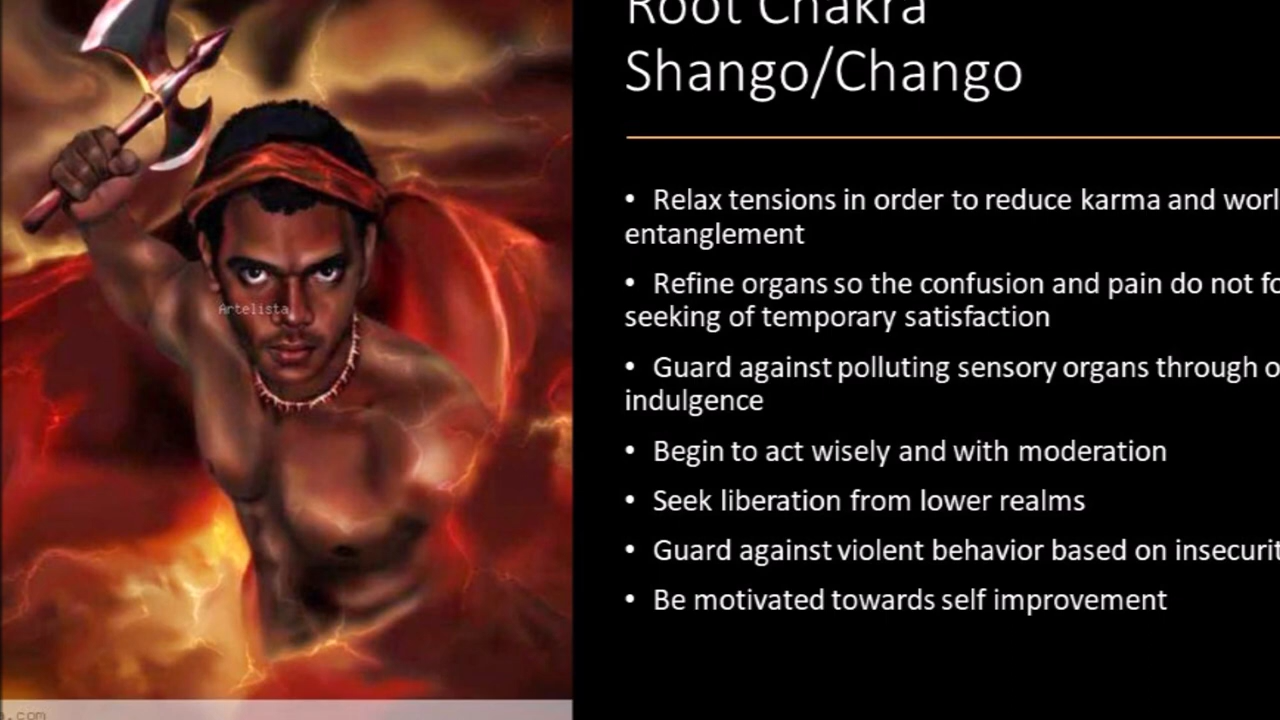 Root Chakra
Shango/Chango
• Relax tensions in order to reduce karma and
entanglement
• Refine organs so the confusion and pain do not
seeking of temporary satisfaction
• Guard against polluting sensory organs through
indulgence
• Begin to act wisely and with moderation
• Seek liberation from lower realms
• Guard against violent behavior based on
• Be motivated towards self improvement
Artelista
.com